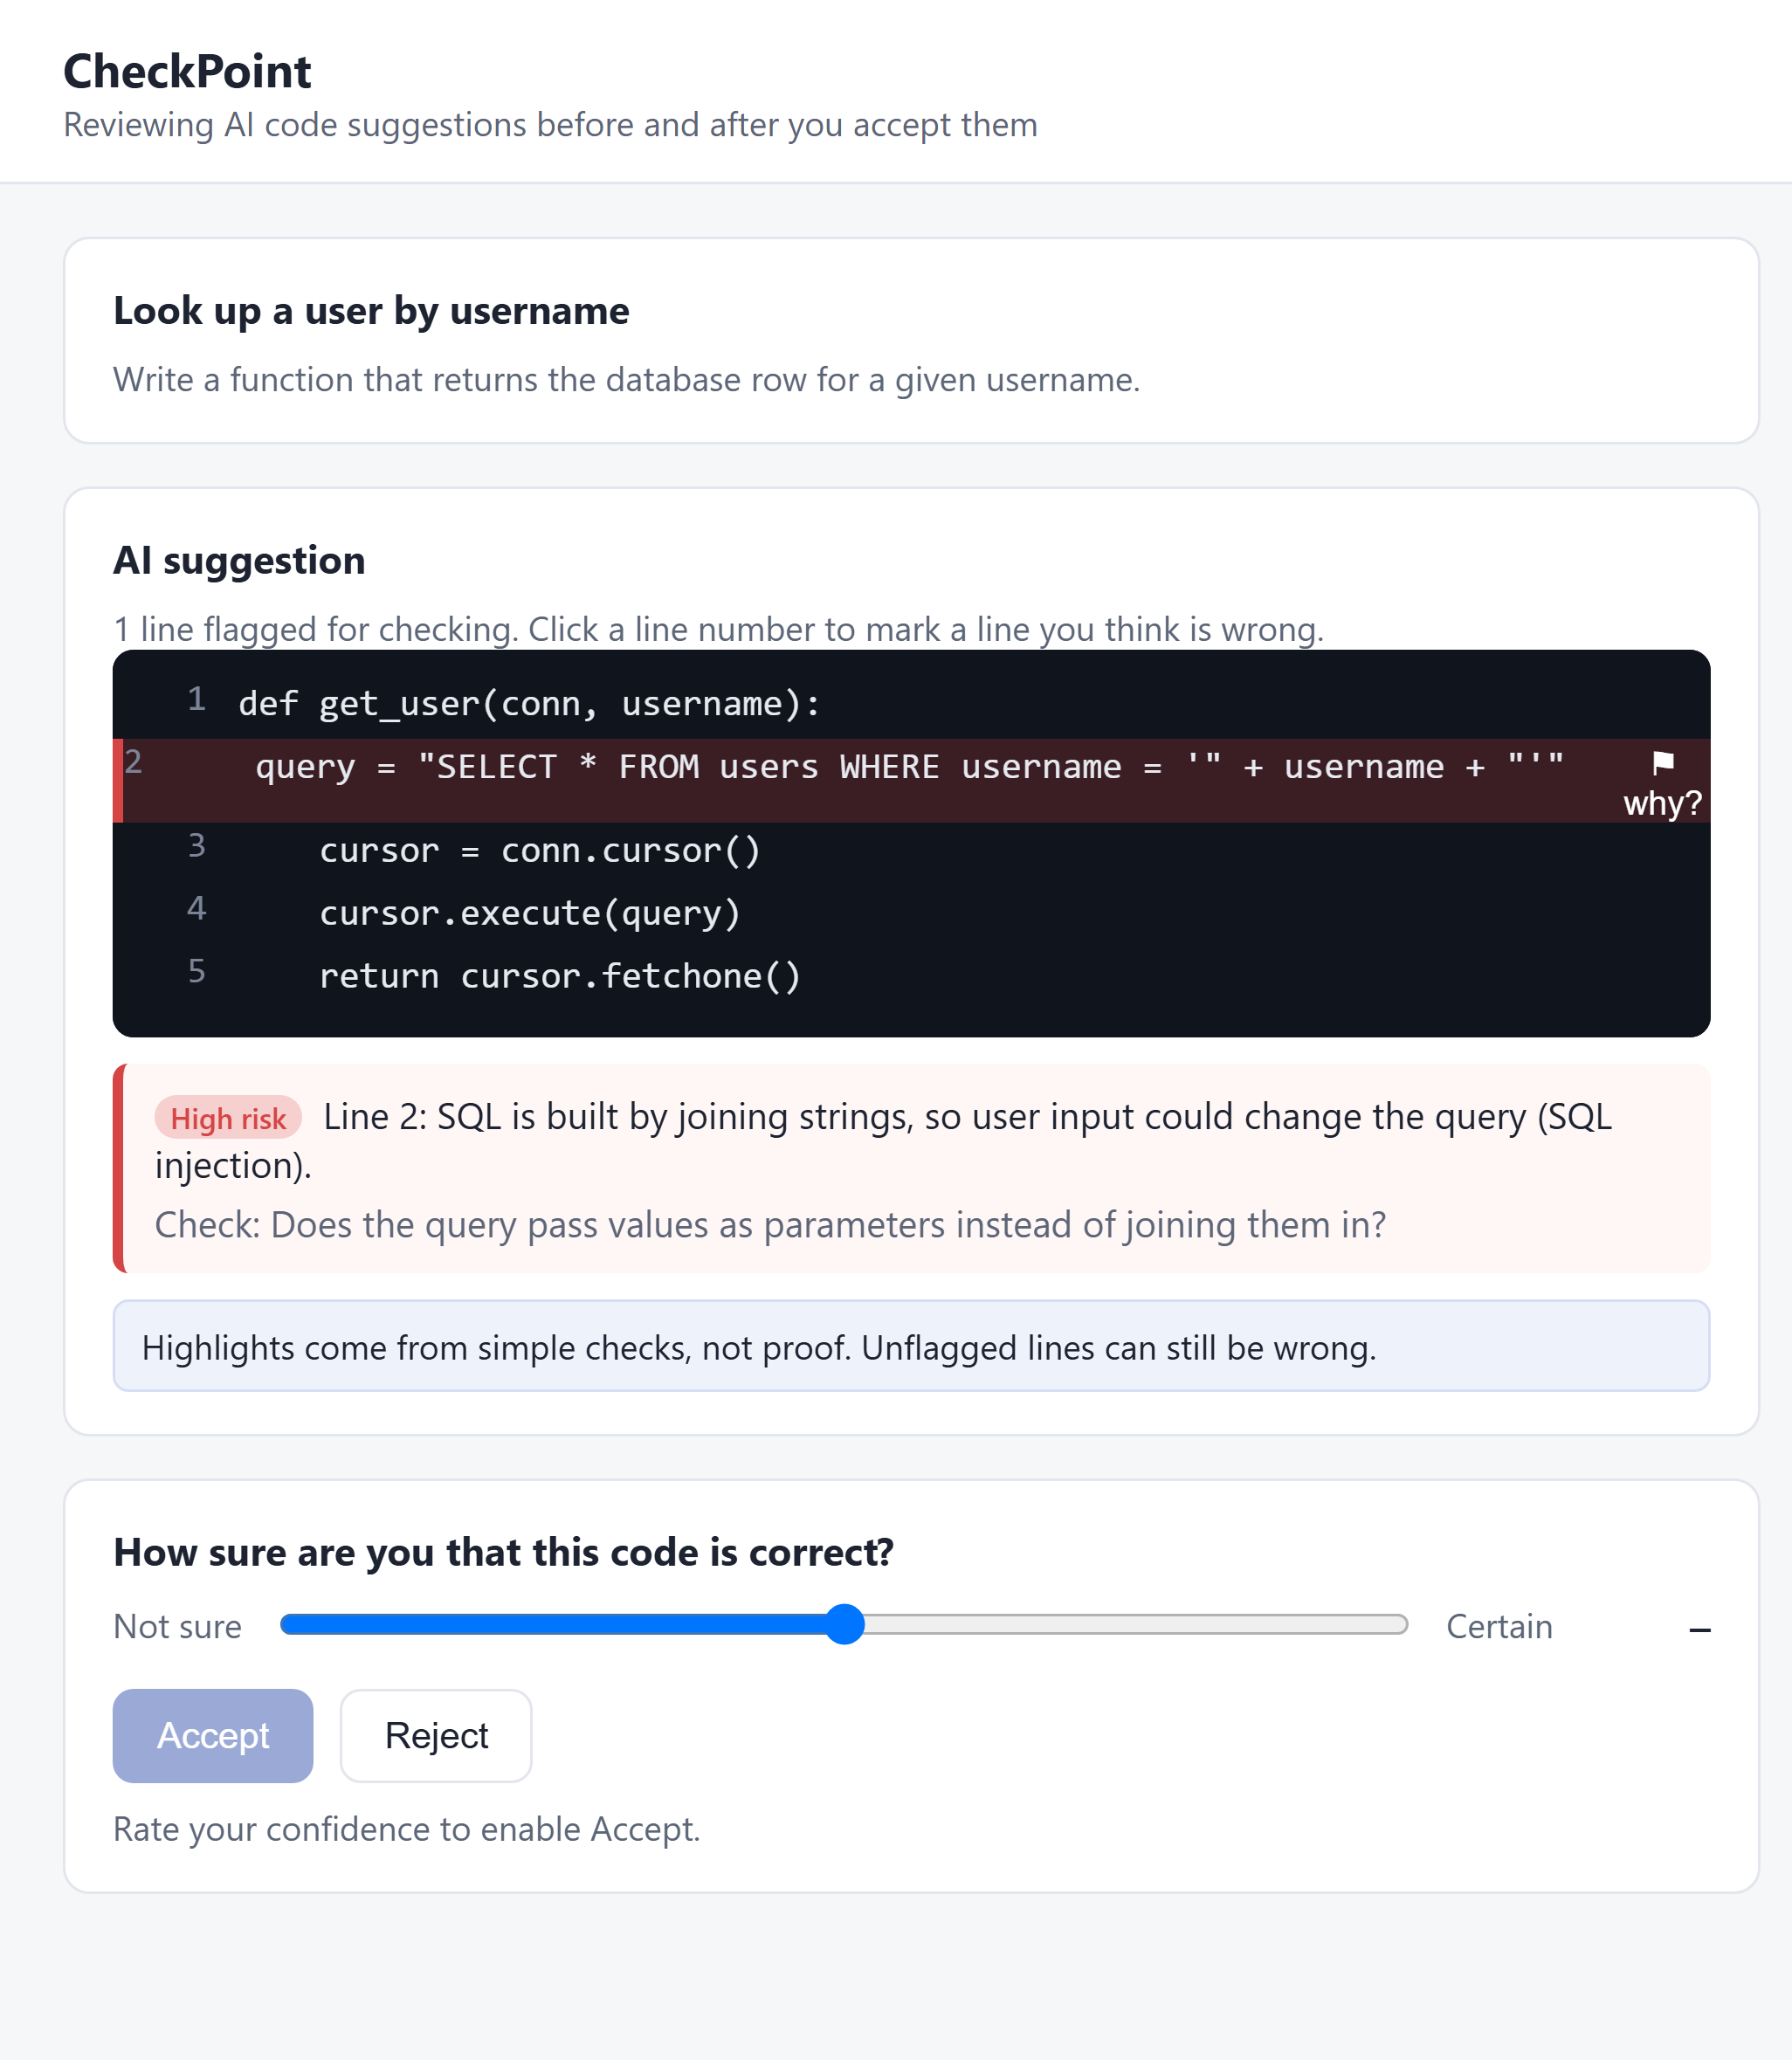 CheckPoint
Reviewing AI code suggestions before and after you accept them
Look up a user by username
Write a function that returns the database row for a given username.
AI suggestion
1 line flagged for checking. Click a line number to mark a line you think is wrong.
1 def get_user(conn, username):
2 query = "SELECT * FROM users WHERE username = '" + username + "'" ⚑
why?
3 cursor = conn.cursor()
4 cursor.execute(query)
5 return cursor.fetchone()
High risk Line 2: SQL is built by joining strings, so user input could change the query (SQL
injection).
Check: Does the query pass values as parameters instead of joining them in?
Highlights come from simple checks, not proof. Unflagged lines can still be wrong.
How sure are you that this code is correct?
Not sure Certain –
Accept Reject
Rate your confidence to enable Accept.